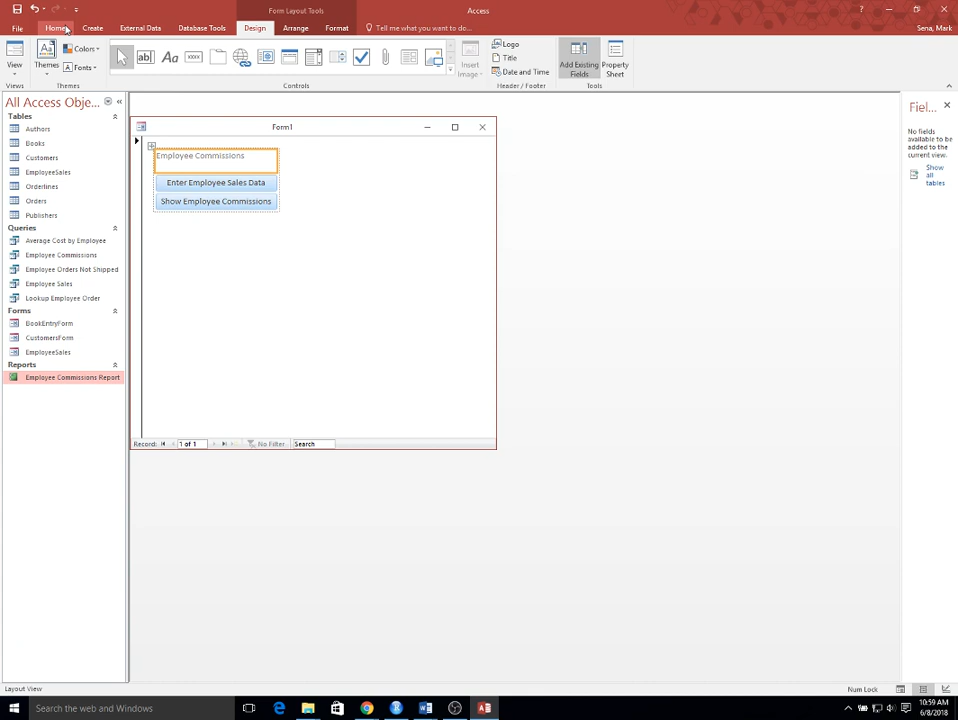 Form Layout Tools
Access
File
Home
Create
External Data
Database Tools
Design
Arrange
Format
Tell me what you want to do...
Sena, Mark
View
Themes
Colors
Fonts
Aa
ab|
Aa
xxxx
Insert
Image
Logo
Title
Date and Time
Add Existing
Fields
Property
Sheet
Views
Themes
Controls
Header / Footer
Tools
All Access Obje...
Tables
Authors
Books
Customers
EmployeeSales
Orderlines
Orders
Publishers
Queries
Average Cost by Employee
Employee Commissions
Employee Orders Not Shipped
Employee Sales
Lookup Employee Order
Forms
BookEntryForm
CustomersForm
EmployeeSales
Reports
Employee Commissions Report
Form1
Employee Commissions
Enter Employee Sales Data
Show Employee Commissions
Record:
1 of 1
No Filter
Search
Fiel...
No fields
available to be
added to the
current view.
Show
all
tables
Layout View
Num Lock
Search the web and Windows
10:59 AM
6/8/2018